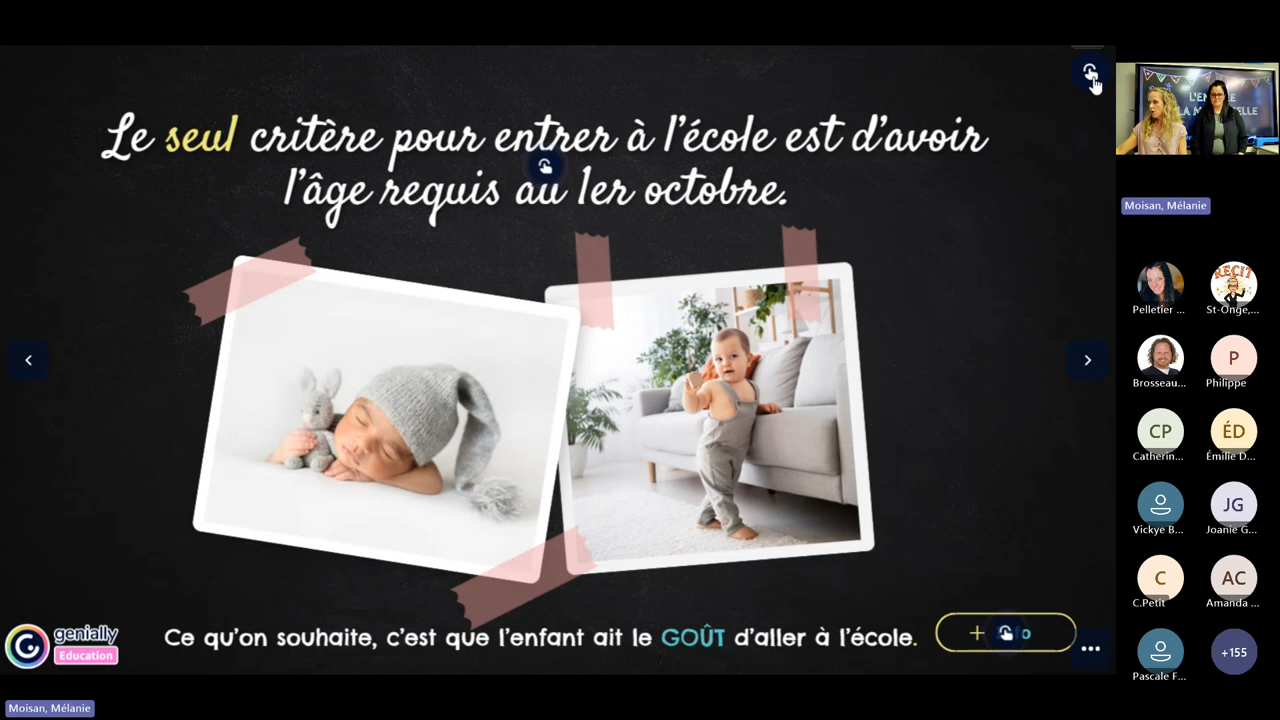 Le seul critère pour entrer à l'école est d'avoir
l'âge requis au 1er octobre.
Ce qu'on souhaite, c'est que l'enfant ait le GOÛT d'aller à l'école.
genially
Education
Moisan, Mélanie
Moisan, Mélanie
Pelletier ...
RÉCIT
St-Onge,...
Brosseau...
P
Philippe
CP
Catherin...
ÉD
Émilie D...
Vickye B...
JG
Joanie G...
C
C.Petit
AC
Amanda ...
Pascale F...
+155